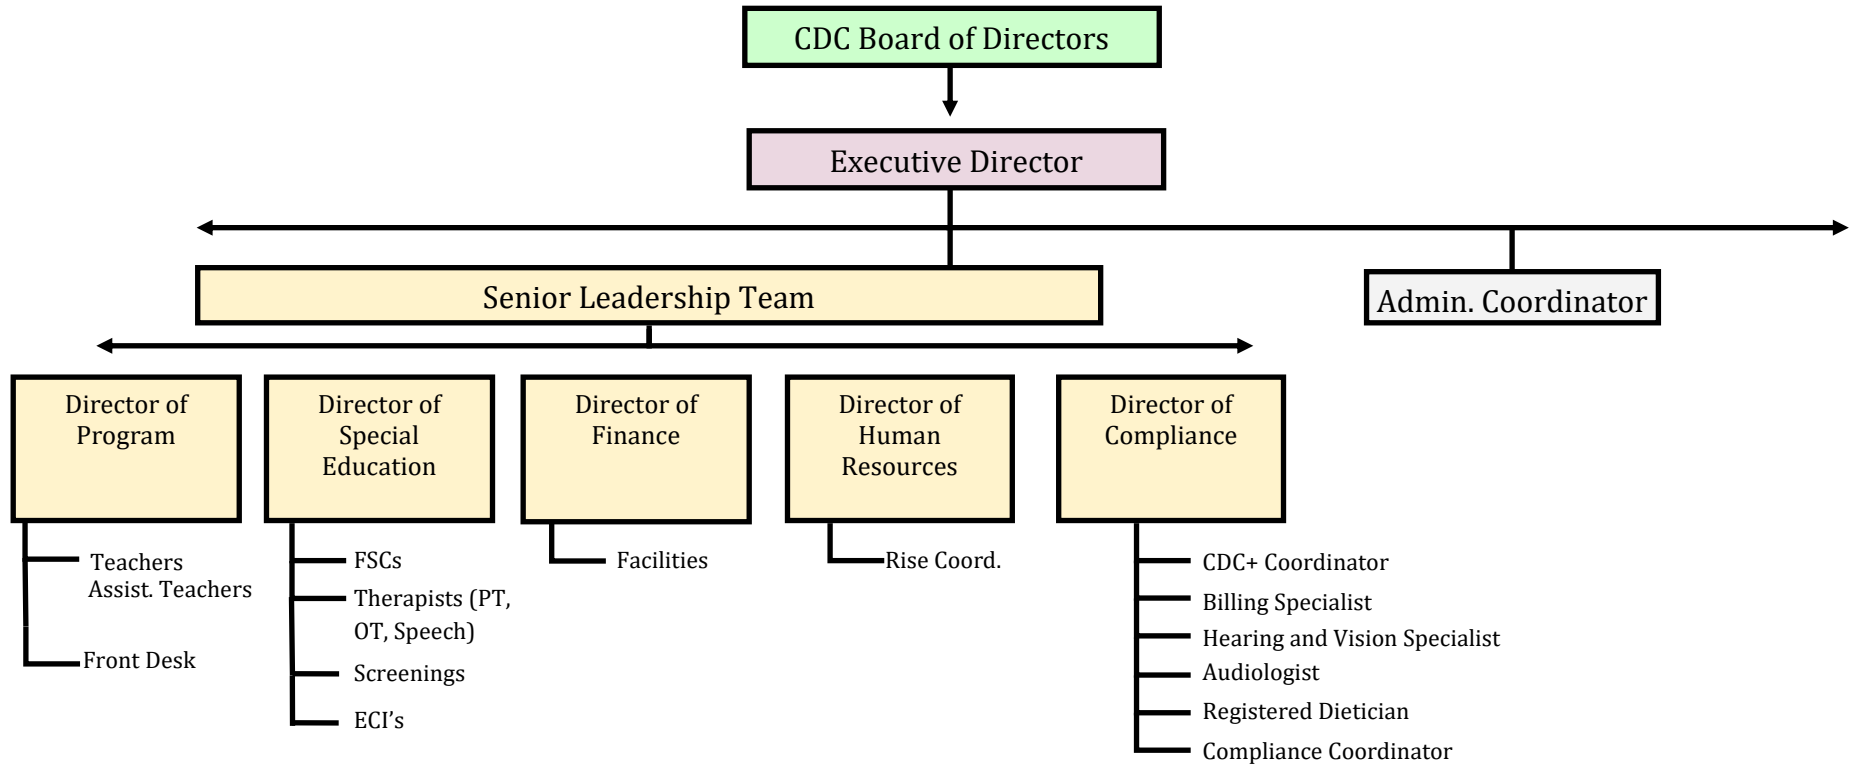 CDC Board of Directors
Executive Director
Senior Leadership Team
Admin. Coordinator
Director of
Program
Director of
Special
Education
Director of
Finance
Director of
Human
Resources
Director of
Compliance
Teachers
Assist. Teachers
Front Desk
FSCs
Therapists (PT,
OT, Speech)
Screenings
ECI’s
Facilities
Rise Coord.
CDC+ Coordinator
Billing Specialist
Hearing and Vision Specialist
Audiologist
Registered Dietician
Compliance Coordinator